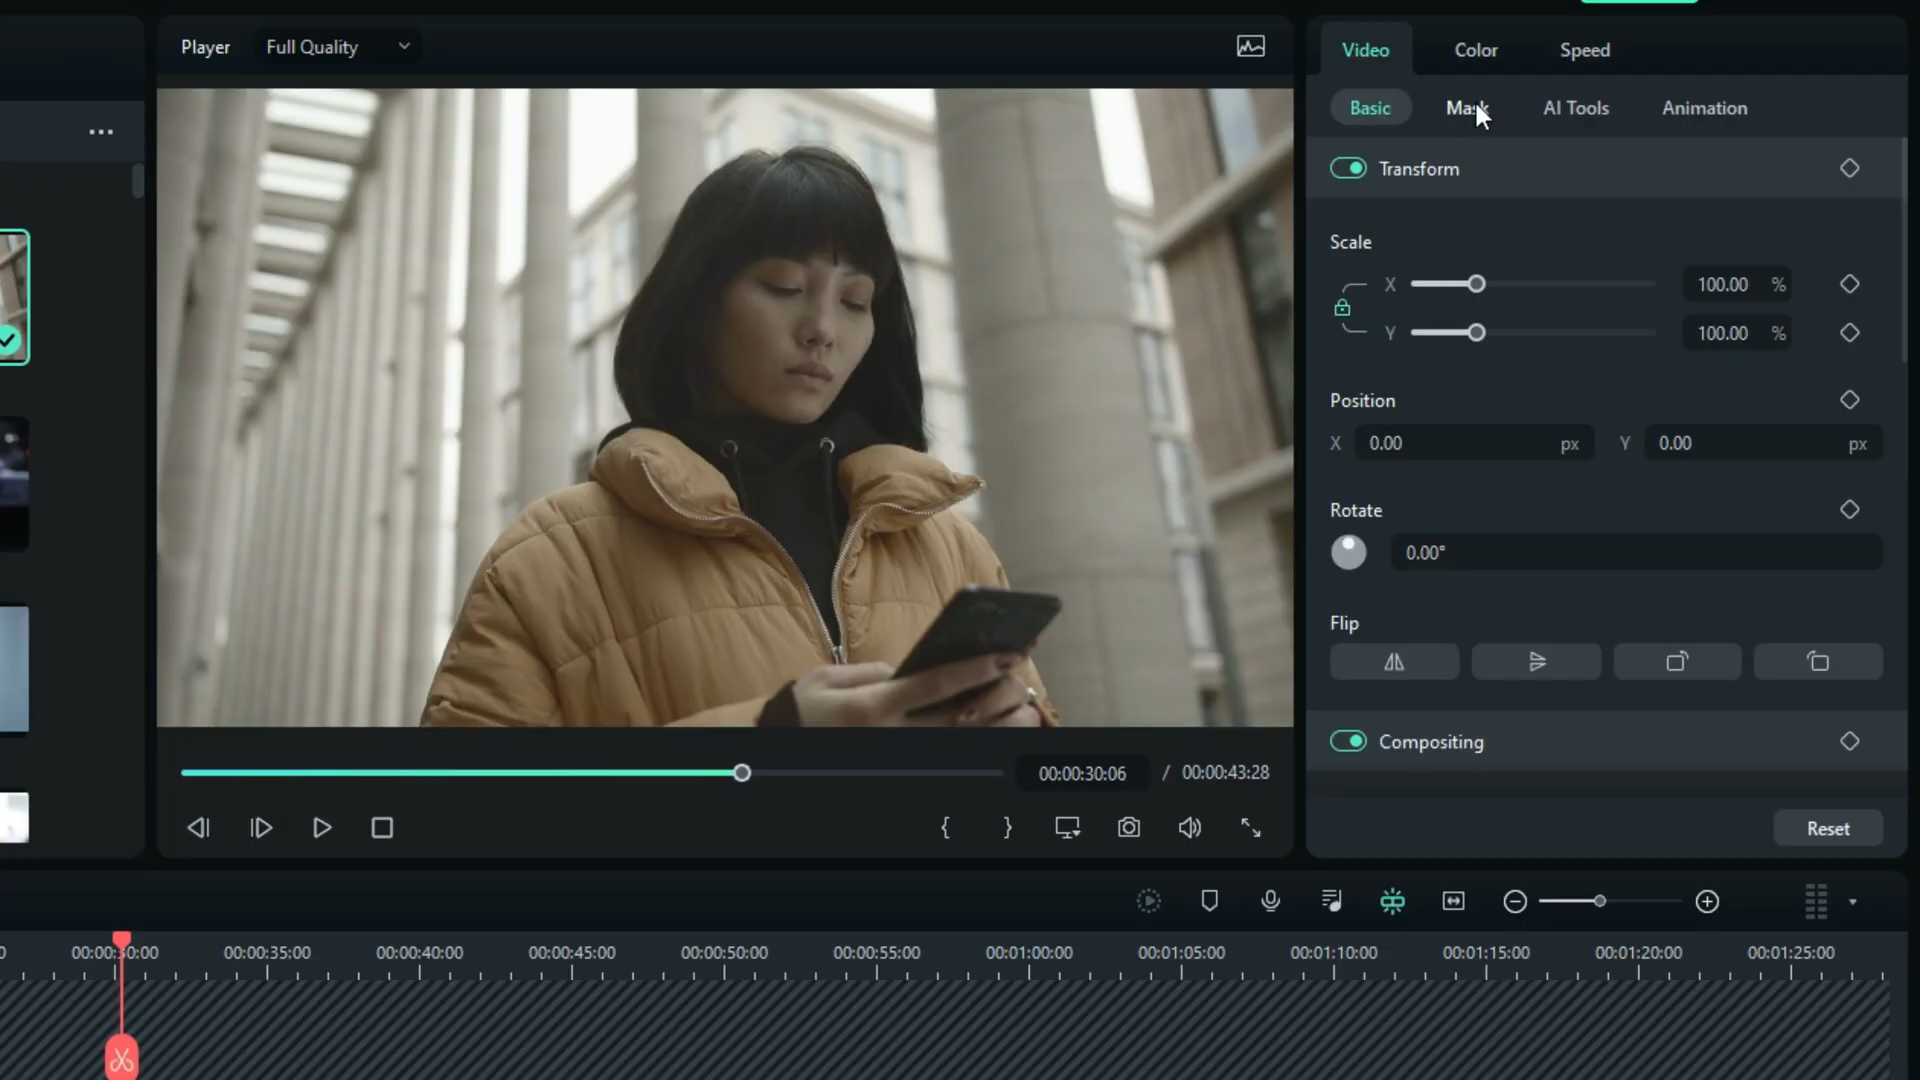 Player Full Quality
Video Color Speed
Basic Mask AI Tools Animation
Transform
Scale
X 100.00 %
Y 100.00 %
Position
X 0.00 px Y 0.00 px
Rotate
0.00°
Flip
Compositing
00:00:30:06 / 00:00:43:28
Reset
0 00:00:30:00 00:00:35:00 00:00:40:00 00:00:45:00 00:00:50:00 00:00:55:00 00:01:00:00 00:01:05:00 00:01:10:00 00:01:15:00 00:01:20:00 00:01:25:00